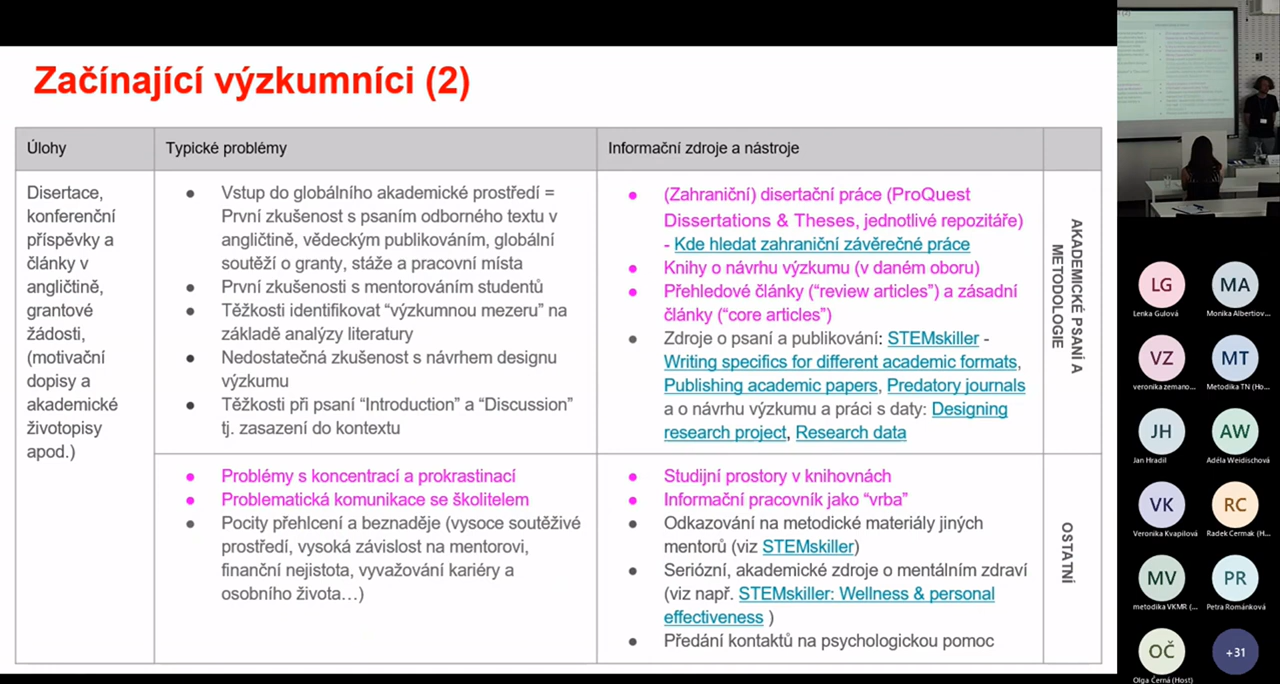 Začínající výzkumníci (2)
Úlohy
Typické problémy
Informační zdroje a nástroje
Disertace,
konferenční
příspěvky a
články v
angličtině,
grantové
žádosti,
(motivační
dopisy a
akademické
životopisy
apod.)
● Vstup do globálního akademické prostředí =
První zkušenost s psaním odborného textu v
angličtině, vědeckým publikováním, globální
soutěží o granty, stáže a pracovní místa
● První zkušenosti s mentorováním studentů
● Těžkosti identifikovat “výzkumnou mezeru” na
základě analýzy literatury
● Nedostatečná zkušenost s návrhem designu
výzkumu
● Těžkosti při psaní “Introduction” a “Discussion”
tj. zasazení do kontextu
● (Zahraniční) disertační práce (ProQuest
Dissertations & Theses, jednotlivé repozitáře)
- Kde hledat zahraniční závěrečné práce
● Knihy o návrhu výzkumu (v daném oboru)
● Přehledové články (“review articles”) a zásadní
články (“core articles”)
● Zdroje o psaní a publikování: STEMskiller -
Writing specifics for different academic formats,
Publishing academic papers, Predatory journals
a o návrhu výzkumu a práci s daty: Designing
research project, Research data
AKADEMICKÉ PSANÍ A
METODOLOGIE
● Problémy s koncentrací a prokrastinací
● Problematická komunikace se školitelem
● Pocity přehlcení a beznaděje (vysoce soutěživé
prostředí, vysoká závislost na mentorovi,
finanční nejistota, vyvažování kariéry a
osobního života…)
● Studijní prostory v knihovnách
● Informační pracovník jako “vrba”
● Odkazování na metodické materiály jiných
mentorů (viz STEMskiller)
● Seriózní, akademické zdroje o mentálním zdraví
(viz např. STEMskiller: Wellness & personal
effectiveness )
● Předání kontaktů na psychologickou pomoc
OSTATNÍ
LG
Lenka Gulová
MA
Monika Albertiov...
VZ
veronika zemano...
MT
Metodika TN (Ho...
JH
Jan Hradil
AW
Adéla Weidischová
VK
Veronika Kvapilová
RC
Radek Cermak (H...
MV
metodika VKMR (...
PR
Petra Románková
OČ
Olga Černá (Host)
+31